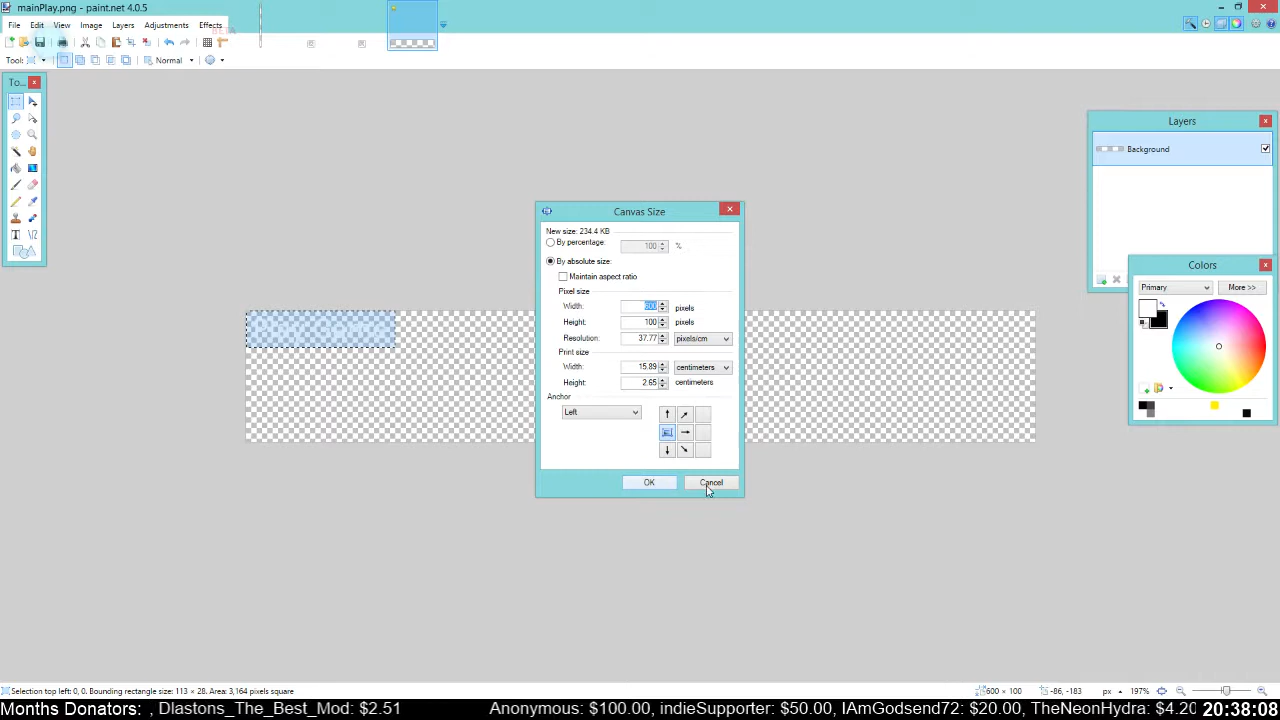 mainPlay.png - paint.net 4.0.5
File Edit View Image Layers Adjustments Effects
BETA
Tool: Normal
To...
Layers
Background
Canvas Size
New size: 234.4 KB
By percentage: 100 %
By absolute size:
Maintain aspect ratio
Pixel size
Width: 600 pixels
Height: 100 pixels
Resolution: 37.77 pixels/cm
Print size
Width: 15.89 centimeters
Height: 2.65 centimeters
Anchor
Left
OK Cancel
Colors
Primary More >>
Selection top left: 0, 0. Bounding rectangle size: 113 × 28. Area: 3,164 pixels square
600 × 100 -86, -183 px 197%
Months Donators: , Dlastons_The_Best_Mod: $2.51 Anonymous: $100.00, indieSupporter: $50.00, IAmGodsend72: $20.00, TheNeonHydra: $4.20
20:38:08